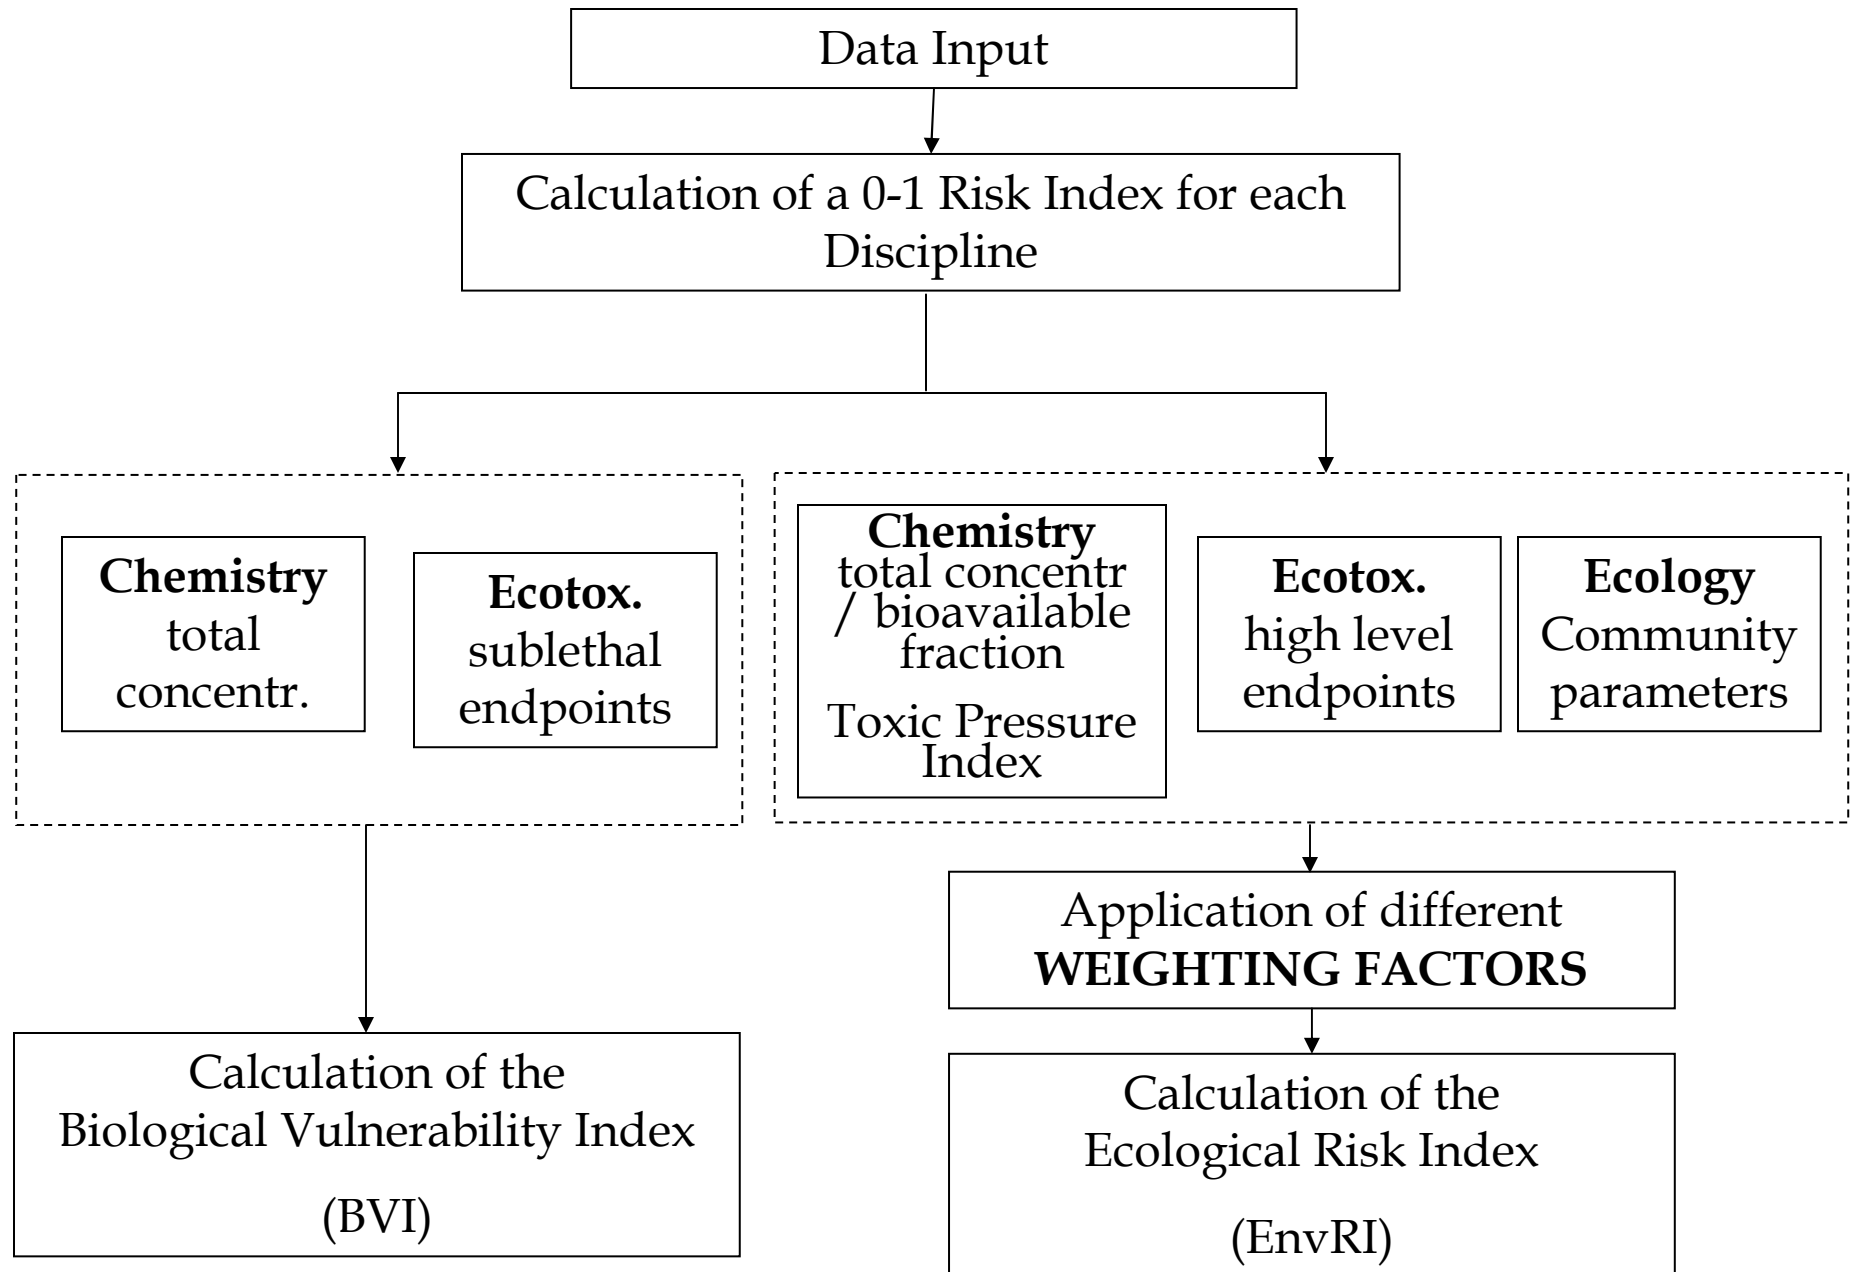 Data Input
Calculation of a 0-1 Risk Index for each
Discipline
Chemistry
total
concentr.
Ecotox.
sublethal
endpoints
Chemistry
total concentr
/ bioavailable
fraction
Toxic Pressure
Index
Ecotox.
high level
endpoints
Ecology
Community
parameters
Application of different
WEIGHTING FACTORS
Calculation of the
Biological Vulnerability Index
(BVI)
Calculation of the
Ecological Risk Index
(EnvRI)